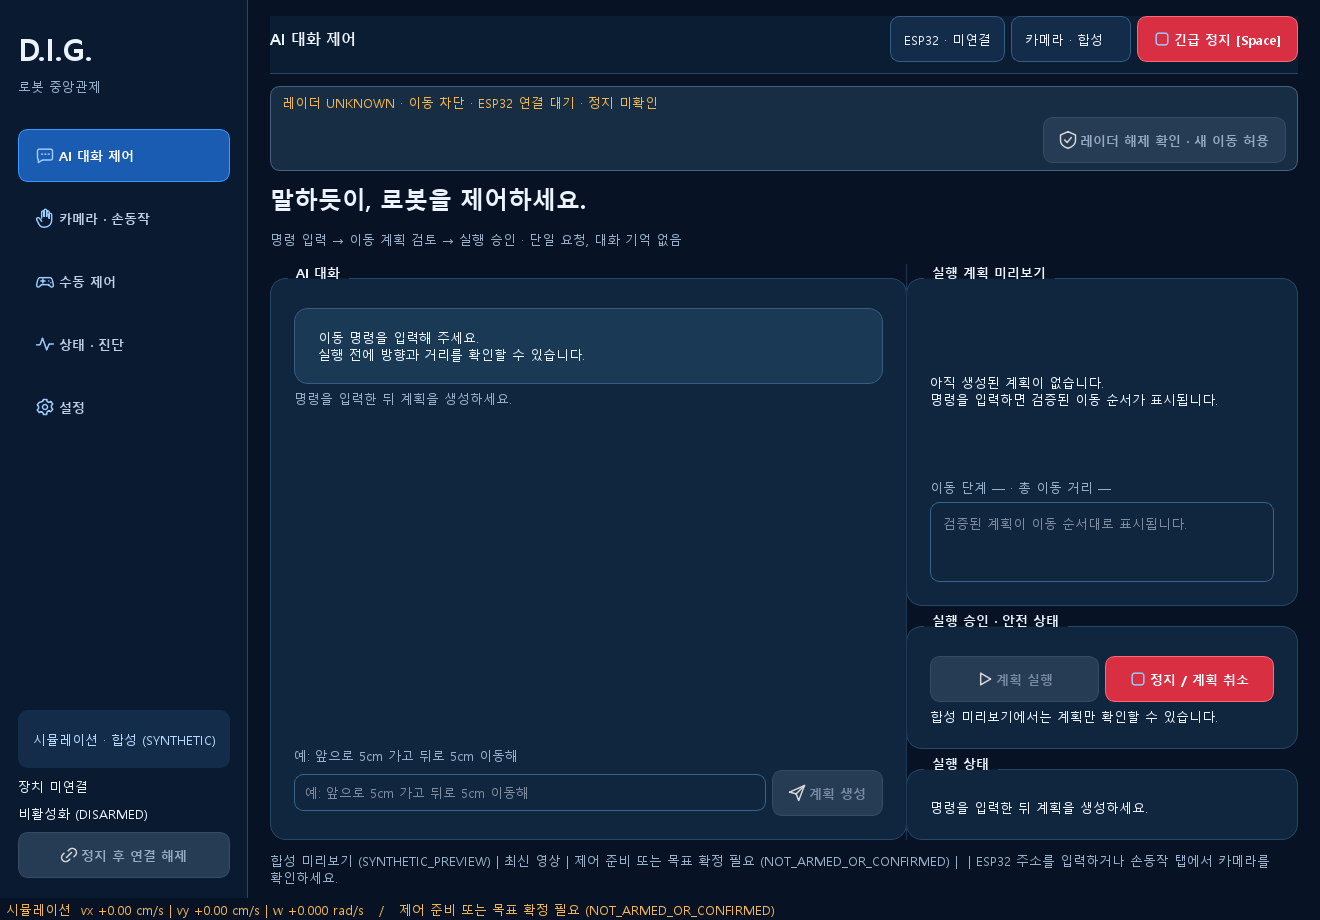 D.I.G.
로봇 중앙관제
AI 대화 제어
카메라 · 손동작
수동 제어
상태 · 진단
설정
시뮬레이션 · 합성 (SYNTHETIC)
장치 미연결
비활성화 (DISARMED)
정지 후 연결 해제
AI 대화 제어
ESP32 · 미연결
카메라 · 합성
긴급 정지 [Space]
레이더 UNKNOWN · 이동 차단 · ESP32 연결 대기 · 정지 미확인
레이더 해제 확인 · 새 이동 허용
말하듯이, 로봇을 제어하세요.
명령 입력 → 이동 계획 검토 → 실행 승인 · 단일 요청, 대화 기억 없음
AI 대화
이동 명령을 입력해 주세요.
실행 전에 방향과 거리를 확인할 수 있습니다.
명령을 입력한 뒤 계획을 생성하세요.
예: 앞으로 5cm 가고 뒤로 5cm 이동해
예: 앞으로 5cm 가고 뒤로 5cm 이동해
계획 생성
실행 계획 미리보기
아직 생성된 계획이 없습니다.
명령을 입력하면 검증된 이동 순서가 표시됩니다.
이동 단계 — · 총 이동 거리 —
검증된 계획이 이동 순서대로 표시됩니다.
실행 승인 · 안전 상태
계획 실행
정지 / 계획 취소
합성 미리보기에서는 계획만 확인할 수 있습니다.
실행 상태
명령을 입력한 뒤 계획을 생성하세요.
합성 미리보기 (SYNTHETIC_PREVIEW) | 최신 영상 | 제어 준비 또는 목표 확정 필요 (NOT_ARMED_OR_CONFIRMED) | | ESP32 주소를 입력하거나 손동작 탭에서 카메라를
확인하세요.
시뮬레이션 vx +0.00 cm/s | vy +0.00 cm/s | w +0.000 rad/s / 제어 준비 또는 목표 확정 필요 (NOT_ARMED_OR_CONFIRMED)